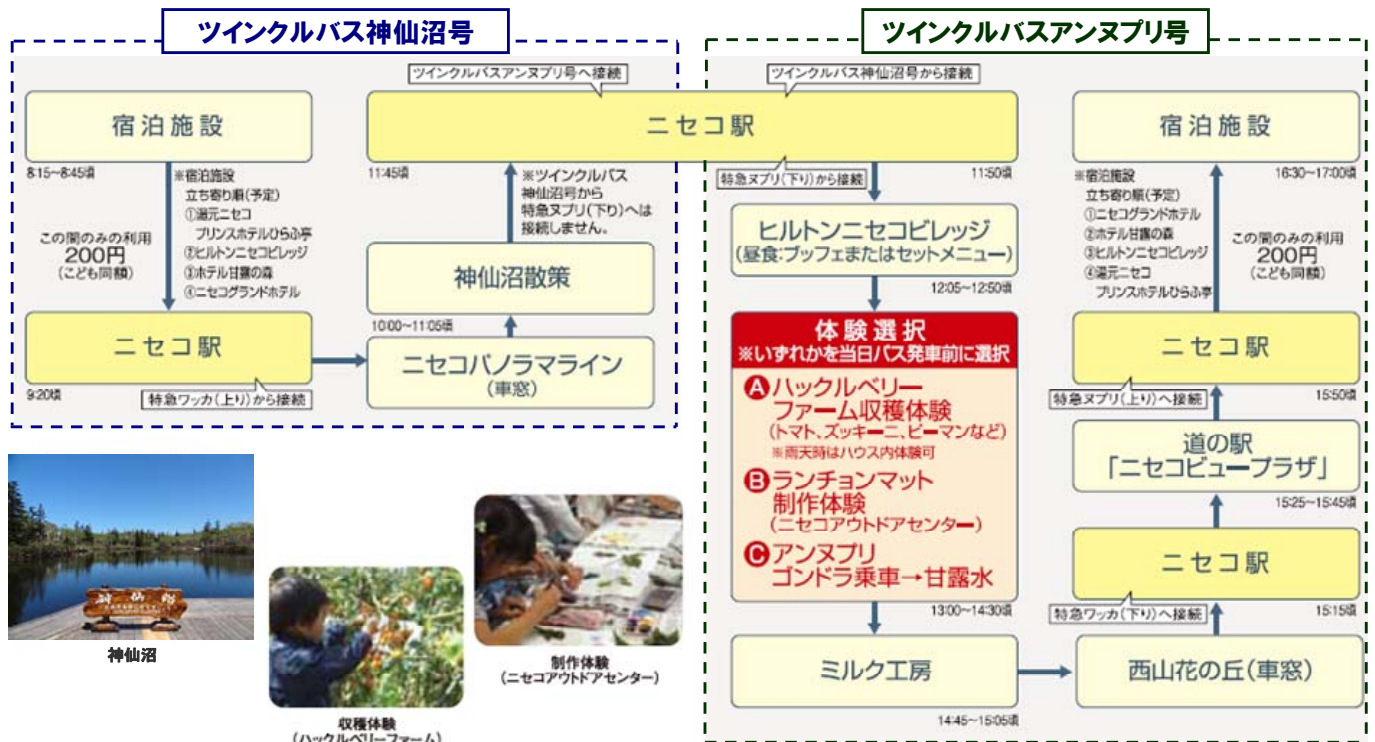 ツインクルバス神仙沼号
ツインクルバスアンヌプリ号へ接続
宿泊施設
8:15~8:45頃
※宿泊施設
立ち寄り順(予定)
①湯元ニセコ
プリンスホテルひらふ亭
②ヒルトンニセコビレッジ
③ホテル甘露の森
④ニセコグランドホテル
この間のみの利用
200円
(こども同額)
ニセコ駅
9:20頃
特急ワッカ(上り)から接続
ニセコパノラマライン
(車窓)
10:00~11:05頃
神仙沼散策
※ツインクルバス
神仙沼号から
特急ヌプリ(下り)へは
接続しません。
11:45頃
ニセコ駅
ツインクルバスアンヌプリ号
ツインクルバス神仙沼号から接続
特急ヌプリ(下り)から接続
11:50頃
ヒルトンニセコビレッジ
(昼食:ブッフェまたはセットメニュー)
12:05~12:50頃
体験選択
※いずれかを当日バス発車前に選択
Aハックルベリー
ファーム収穫体験
(トマト、ズッキーニ、ピーマンなど)
※雨天時はハウス内体験可
Bランチョンマット
制作体験
(ニセコアウトドアセンター)
Cアンヌプリ
ゴンドラ乗車→甘露水
13:00~14:30頃
ミルク工房
14:45~15:05頃
西山花の丘(車窓)
特急ワッカ(下り)へ接続
15:15頃
ニセコ駅
15:25~15:45頃
道の駅
「ニセコビュープラザ」
特急ヌプリ(上り)へ接続
15:50頃
ニセコ駅
※宿泊施設
立ち寄り順(予定)
①ニセコグランドホテル
②ホテル甘露の森
③ヒルトンニセコビレッジ
④湯元ニセコ
プリンスホテルひらふ亭
この間のみの利用
200円
(こども同額)
16:30~17:00頃
宿泊施設
神仙沼
神仙沼
収穫体験
(ハックルベリーファーム)
制作体験
(ニセコアウトドアセンター)